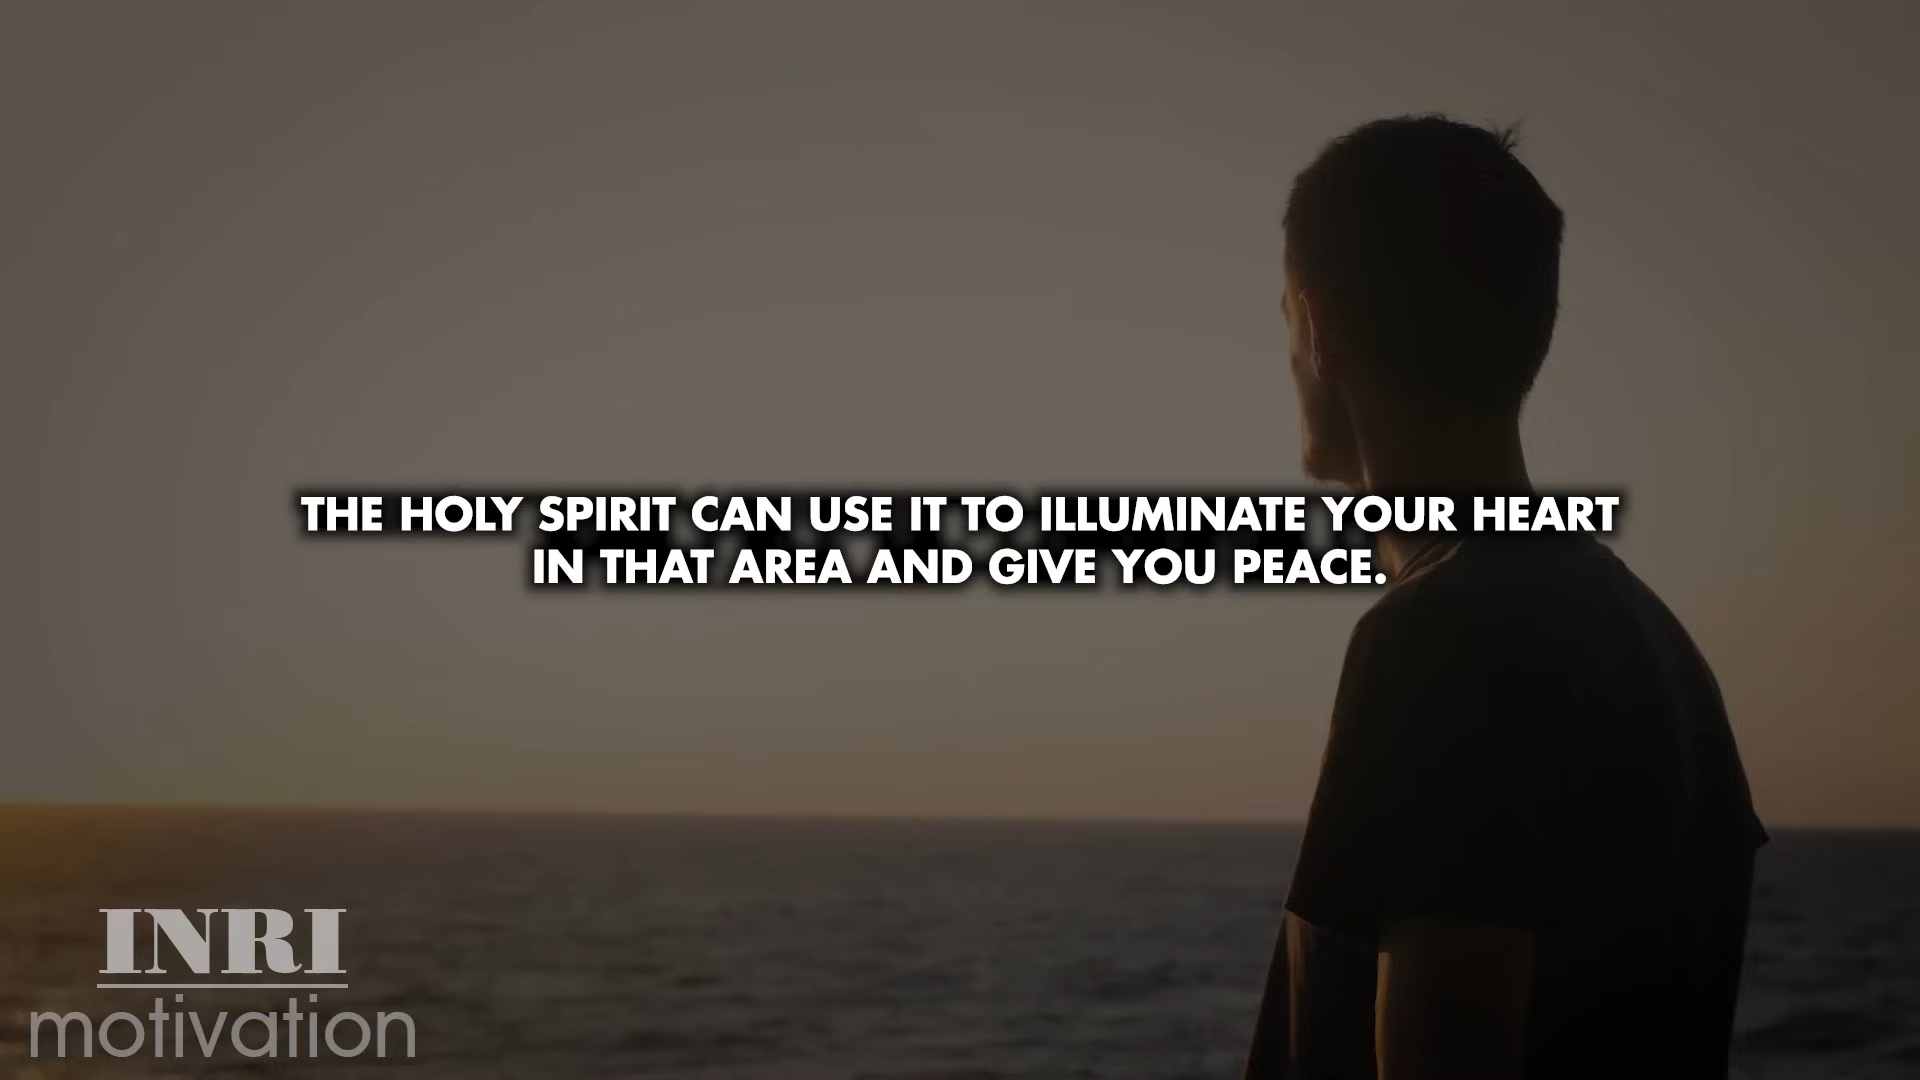 THE HOLY SPIRIT CAN USE IT TO ILLUMINATE YOUR HEART
IN THAT AREA AND GIVE YOU PEACE.
INRI
motivation